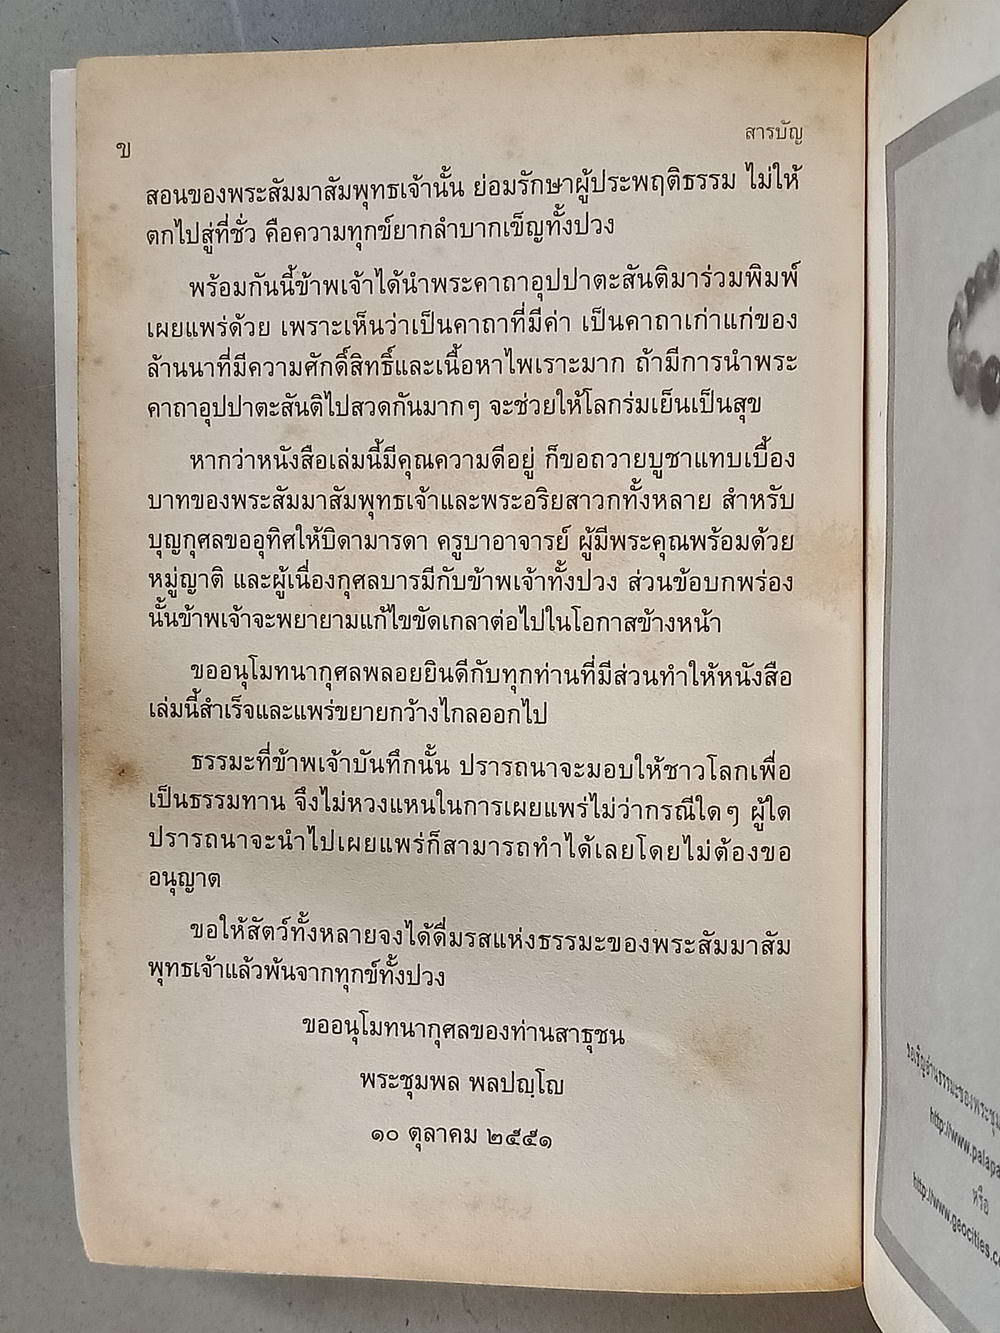 ข
สารบัญ
สอนของพระสัมมาสัมพุทธเจ้านั้น ย่อมรักษาผู้ประพฤติธรรม ไม่ให้
ตกไปสู่ที่ชั่ว คือความทุกข์ยากลำบากเข็ญทั้งปวง
พร้อมกันนี้ข้าพเจ้าได้นำพระคาถาอุปปาตะสันติมาร่วมพิมพ์
เผยแพร่ด้วย เพราะเห็นว่าเป็นคาถาที่มีค่า เป็นคาถาเก่าแก่ของ
ล้านนาที่มีความศักดิ์สิทธิ์และเนื้อหาไพเราะมาก ถ้ามีการนำพระ
คาถาอุปปาตะสันติไปสวดกันมากๆ จะช่วยให้โลกร่มเย็นเป็นสุข
หากว่าหนังสือเล่มนี้มีคุณความดีอยู่ ก็ขอถวายบูชาแทบเบื้อง
บาทของพระสัมมาสัมพุทธเจ้าและพระอริยสาวกทั้งหลาย สำหรับ
บุญกุศลขออุทิศให้บิดามารดา ครูบาอาจารย์ ผู้มีพระคุณพร้อมด้วย
หมู่ญาติ และผู้เนื่องกุศลบารมีกับข้าพเจ้าทั้งปวง ส่วนข้อบกพร่อง
นั้นข้าพเจ้าจะพยายามแก้ไขขัดเกลาต่อไปในโอกาสข้างหน้า
ขออนุโมทนากุศลพลอยยินดีกับทุกท่านที่มีส่วนทำให้หนังสือ
เล่มนี้สำเร็จและแพร่ขยายกว้างไกลออกไป
ธรรมะที่ข้าพเจ้าบันทึกนั้น ปรารถนาจะมอบให้ชาวโลกเพื่อ
เป็นธรรมทาน จึงไม่หวงแหนในการเผยแพร่ไม่ว่ากรณีใดๆ ผู้ใด
ปรารถนาจะนำไปเผยแพร่ก็สามารถทำได้เลยโดยไม่ต้องขอ
อนุญาต
ขอให้สัตว์ทั้งหลายจงได้ดื่มรสแห่งธรรมะของพระสัมมาสัม
พุทธเจ้าแล้วพ้นจากทุกข์ทั้งปวง
ขออนุโมทนากุศลของท่านสาธุชน
พระชุมพล พลปญฺโญ
๑๐ ตุลาคม ๒๕๕๑
ขอเชิญอ่านธรรมะของพระชุม
http://www.palapa
หรือ
http://www.geocities.co